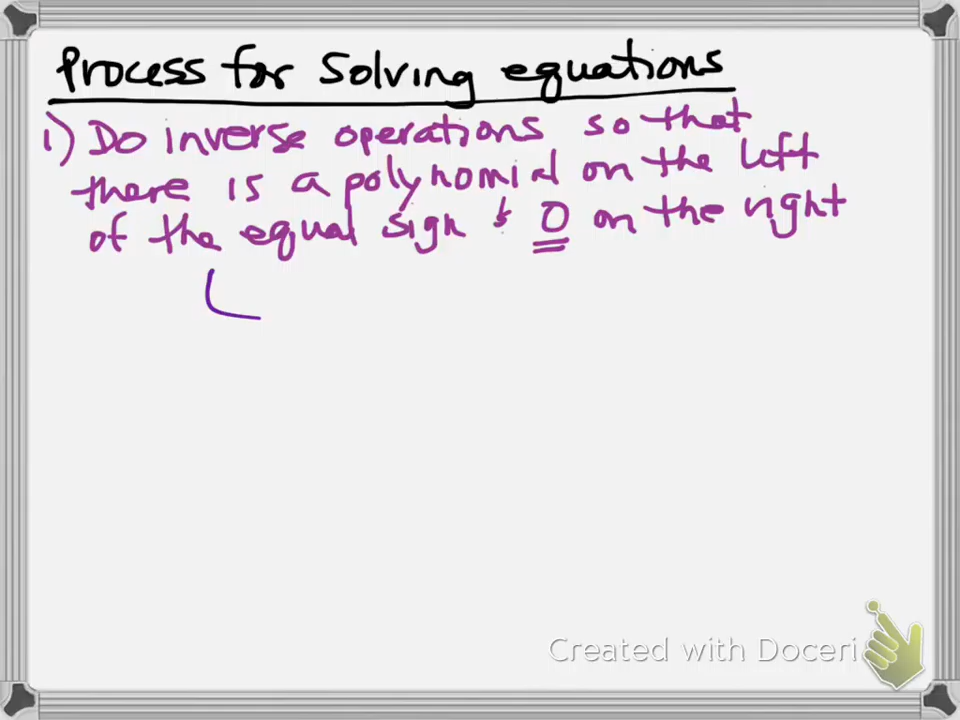 Process for Solving equations
1) Do inverse operations so that
there is a polynomial on the left
of the equal sign & 0 on the right
Created with Doceri